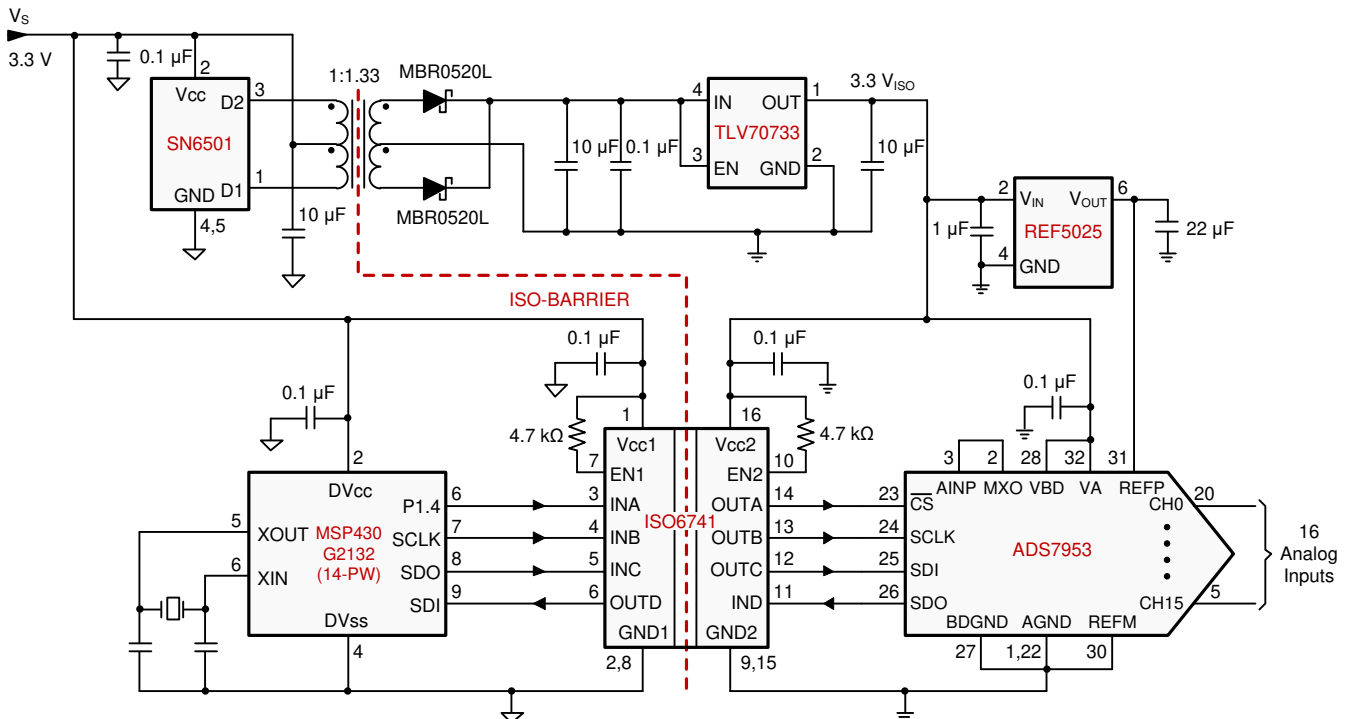 VS
3.3 V
0.1 µF
2
Vcc
D2
3
SN6501
D1
1
GND
4,5
10 µF
1:1.33
MBR0520L
MBR0520L
10 µF
0.1 µF
4
IN
OUT
1
TLV70733
3
EN
GND
2
3.3 VISO
10 µF
2
VIN
VOUT
6
1 µF
REF5025
22 µF
4
GND
ISO-BARRIER
0.1 µF
0.1 µF
0.1 µF
0.1 µF
4.7 kΩ
1
16
4.7 kΩ
Vcc1
Vcc2
7
EN1
EN2
10
3
INA
OUTA
14
4
INB
OUTB
13
ISO6741
5
INC
OUTC
12
6
OUTD
IND
11
GND1
GND2
2,8
9,15
2
DVcc
P1.4
6
5
XOUT
MSP430
G2132
(14-PW)
SCLK
7
6
XIN
SDO
8
SDI
9
DVss
4
3
2
28
32
31
AINP
MXO
VBD
VA
REFP
23
CS
CH0
20
24
SCLK
ADS7953
25
SDI
26
SDO
CH15
5
16
Analog
Inputs
BDGND
AGND
REFM
27
1,22
30